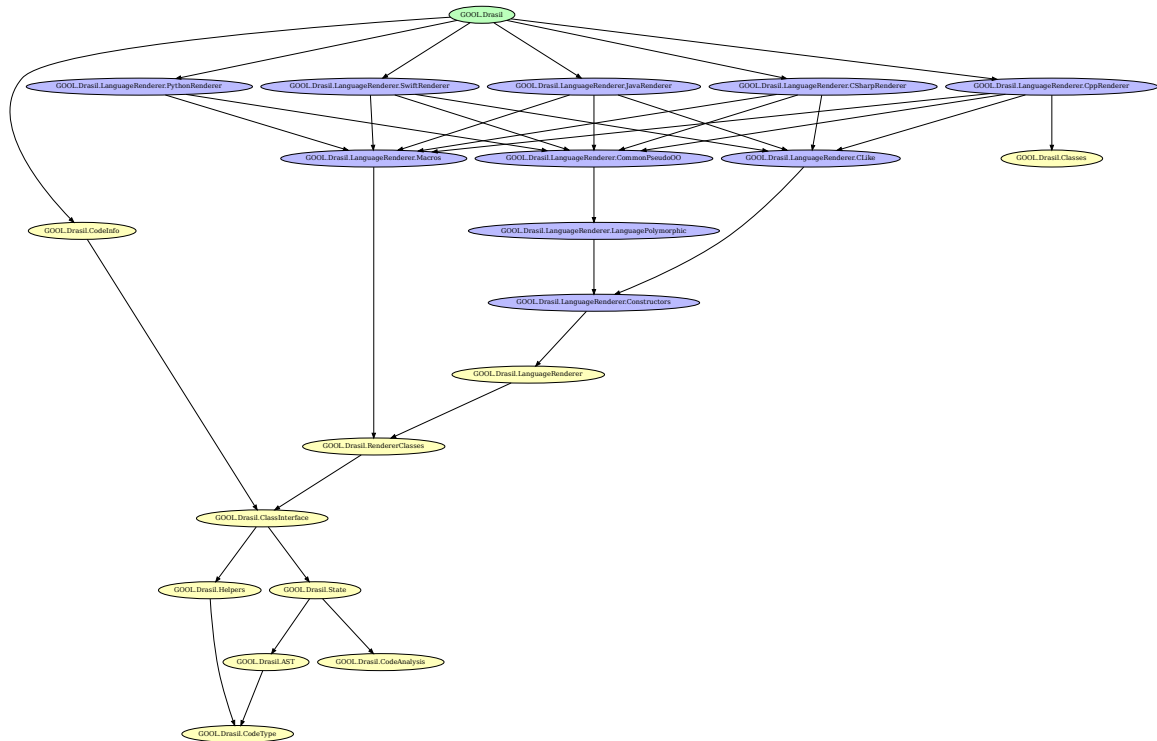 GOOL.Drasil
GOOL.Drasil.LanguageRenderer.PythonRenderer
GOOL.Drasil.LanguageRenderer.SwiftRenderer
GOOL.Drasil.LanguageRenderer.JavaRenderer
GOOL.Drasil.LanguageRenderer.CSharpRenderer
GOOL.Drasil.LanguageRenderer.CppRenderer
GOOL.Drasil.LanguageRenderer.Macros
GOOL.Drasil.LanguageRenderer.CommonPseudoOO
GOOL.Drasil.LanguageRenderer.CLike
GOOL.Drasil.Classes
GOOL.Drasil.CodeInfo
GOOL.Drasil.LanguageRenderer.LanguagePolymorphic
GOOL.Drasil.LanguageRenderer.Constructors
GOOL.Drasil.LanguageRenderer
GOOL.Drasil.RendererClasses
GOOL.Drasil.ClassInterface
GOOL.Drasil.Helpers
GOOL.Drasil.State
GOOL.Drasil.AST
GOOL.Drasil.CodeAnalysis
GOOL.Drasil.CodeType